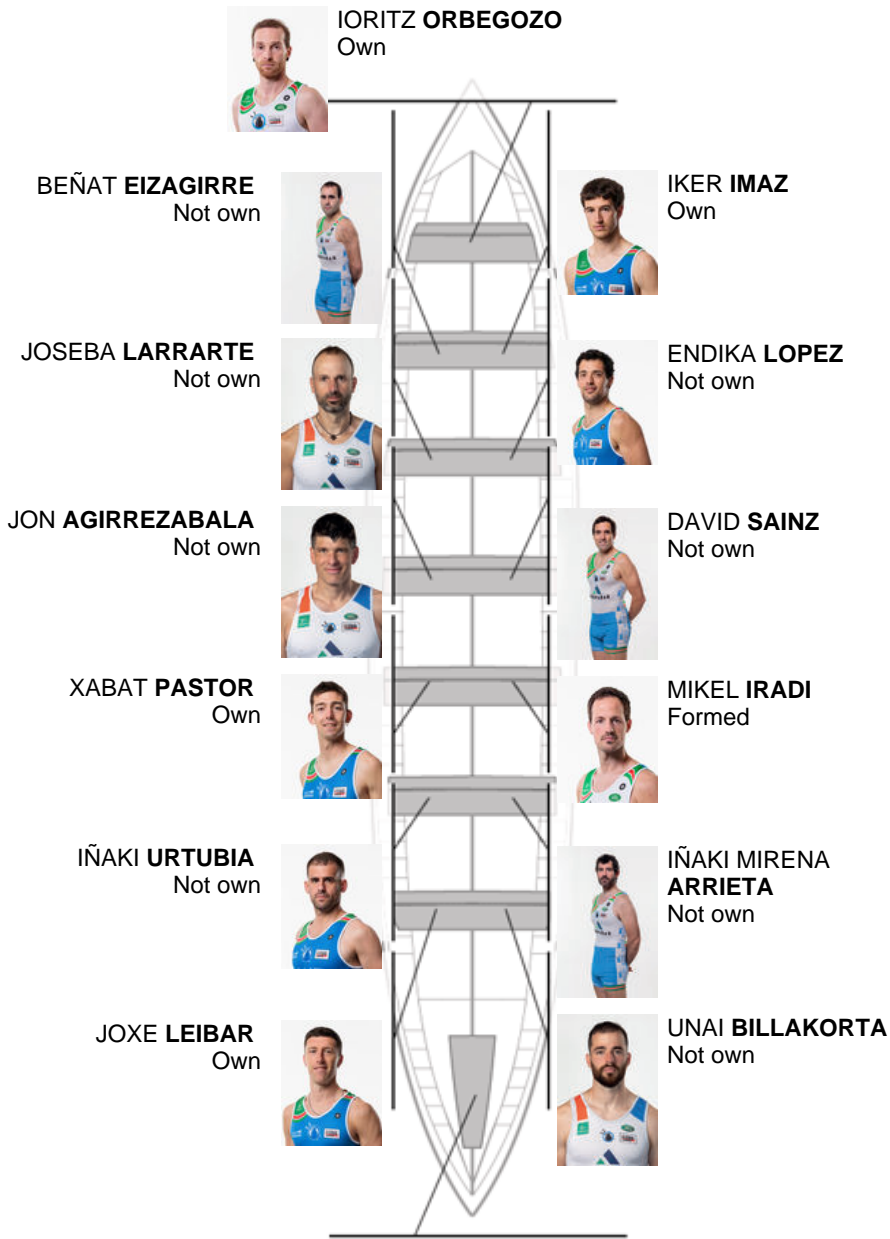 IORITZ ORBEGOZO
Own
BEÑAT EIZAGIRRE
Not own
IKER IMAZ
Own
JOSEBA LARRARTE
Not own
ENDIKA LOPEZ
Not own
JON AGIRREZABALA
Not own
DAVID SAINZ
Not own
XABAT PASTOR
Own
MIKEL IRADI
Formed
IÑAKI URTUBIA
Not own
IÑAKI MIRENA
ARRIETA
Not own
JOXE LEIBAR
Own
UNAI BILLAKORTA
Not own